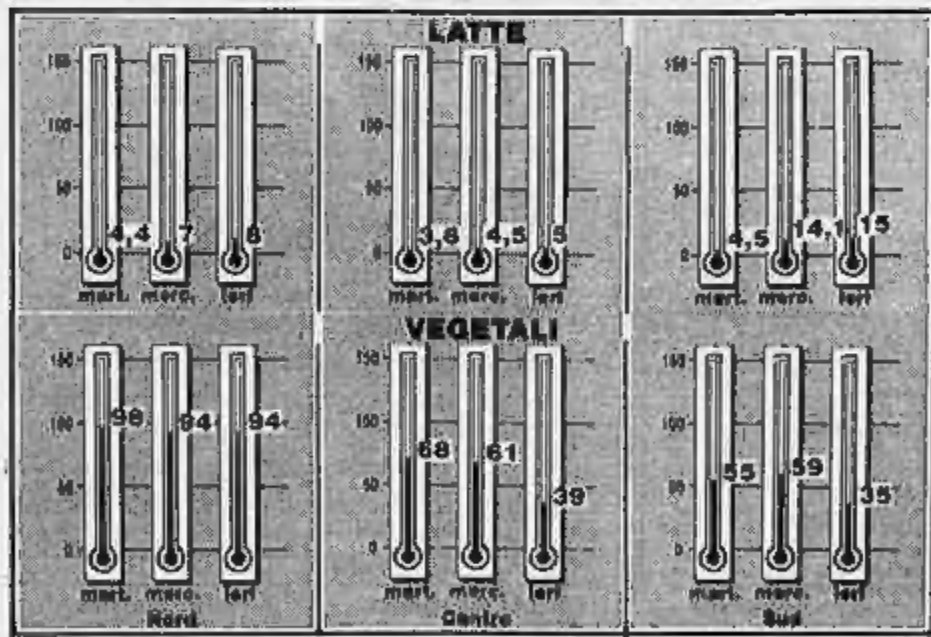 LATTE
150 150 150
100 100 100
50 50 50
4,4 7 3,6 4,5 5 4,5 14,1 15
0 0 0
mart. merc. ieri mart. merc. ieri mart. merc. ieri
VEGETALI
150 150 150
100 98 94 94 100 100
68 61
50 50 55 59 50
39 35
0 0 0
mart. merc. ieri mart. merc. ieri mart. merc. ieri
Nord Centro Sud